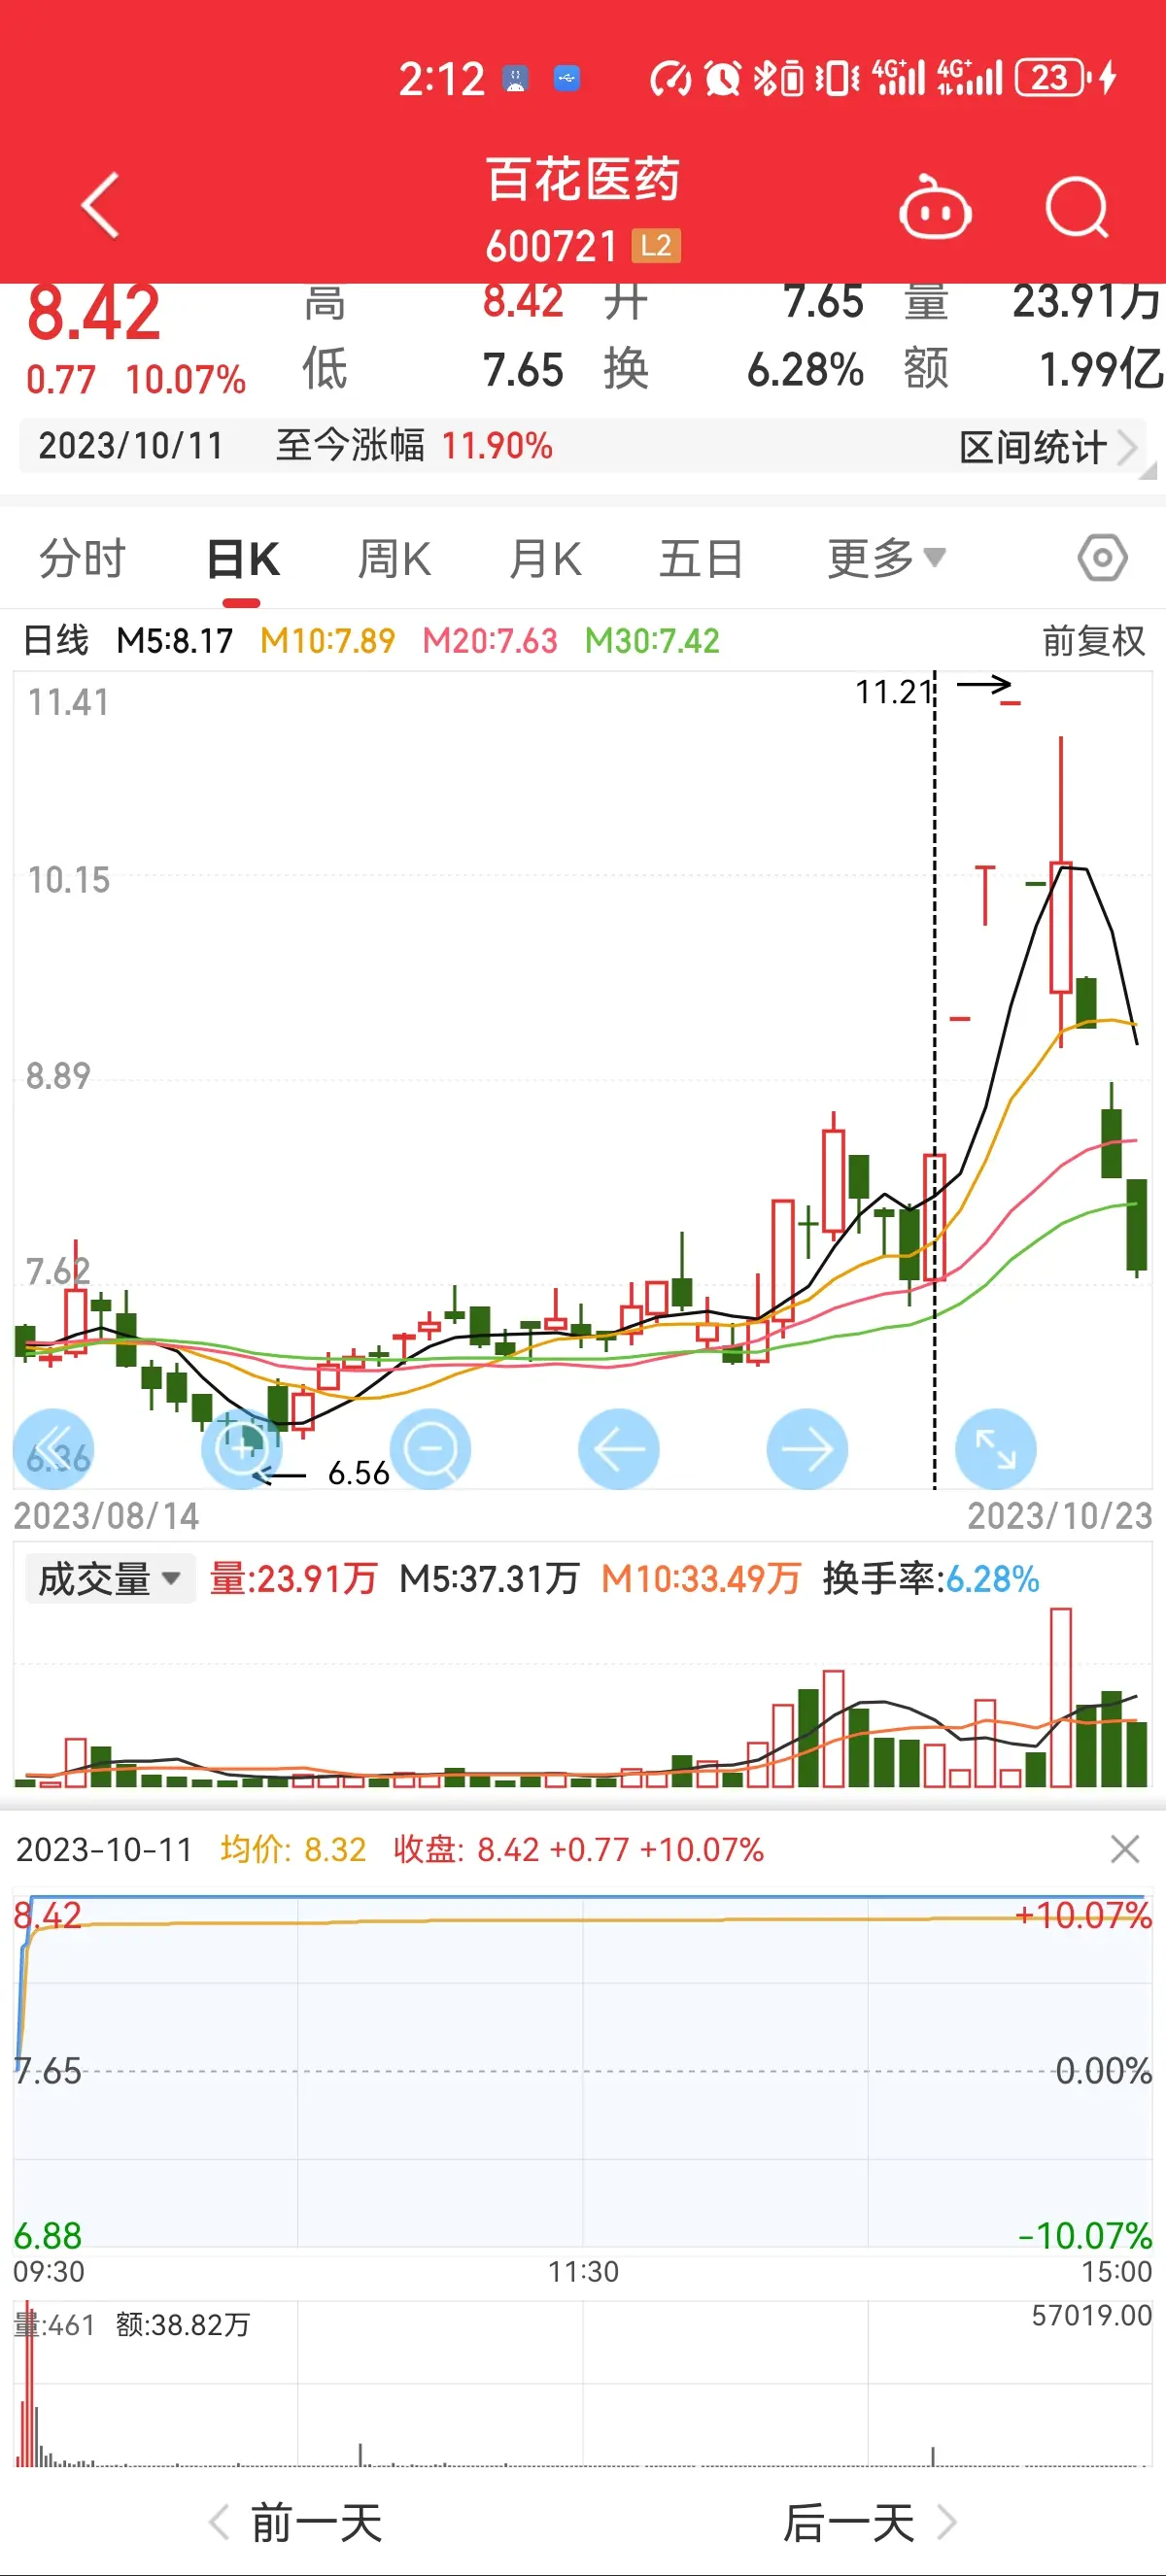 2:12 4G+ 4G+ 23
百花医药
600721 L2
8.42 高 8.42 开 7.65 量 23.91万
0.77 10.07% 低 7.65 换 6.28% 额 1.99亿
2023/10/11 至今涨幅 11.90% 区间统计
分时 日K 周K 月K 五日 更多
日线 M5:8.17 M10:7.89 M20:7.63 M30:7.42 前复权
11.41
11.21
10.15
8.89
7.62
6.36
6.56
2023/08/14 2023/10/23
成交量 量:23.91万 M5:37.31万 M10:33.49万 换手率:6.28%
2023-10-11 均价: 8.32 收盘: 8.42 +0.77 +10.07%
8.42 +10.07%
7.65 0.00%
6.88 -10.07%
09:30 11:30 15:00
量:461 额:38.82万 57019.00
前一天 后一天